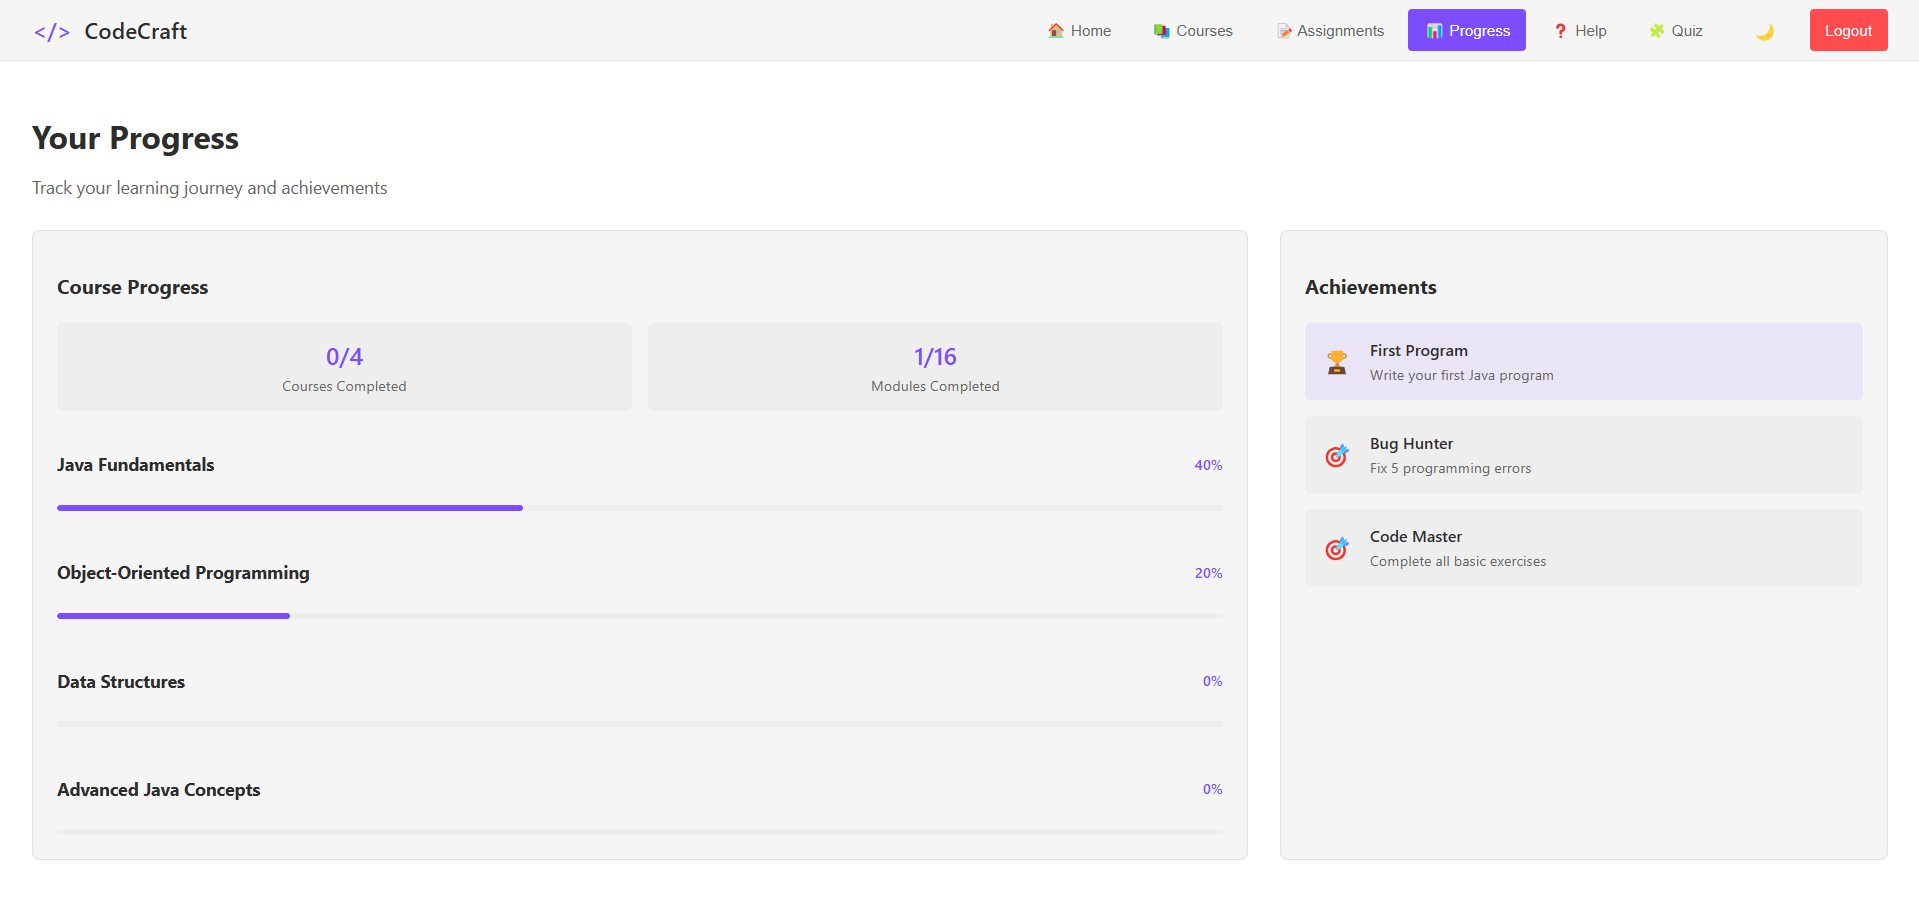 </> CodeCraft
Home
Courses
Assignments
Progress
Help
Quiz
Logout
Your Progress
Track your learning journey and achievements
Course Progress
0/4
Courses Completed
1/16
Modules Completed
Java Fundamentals
40%
Object-Oriented Programming
20%
Data Structures
0%
Advanced Java Concepts
0%
Achievements
First Program
Write your first Java program
Bug Hunter
Fix 5 programming errors
Code Master
Complete all basic exercises